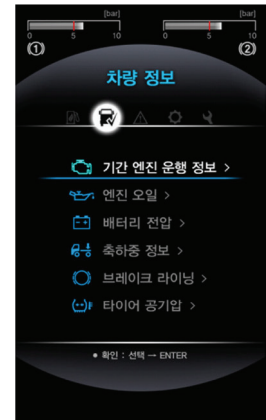 [bar] [bar]
0 5 10 0 5 10
(1) (2)
차량 정보
기간 엔진 운행 정보 >
엔진 오일 >
배터리 전압 >
축하중 정보 >
브레이크 라이닝 >
타이어 공기압 >
• 확인 : 선택 → ENTER